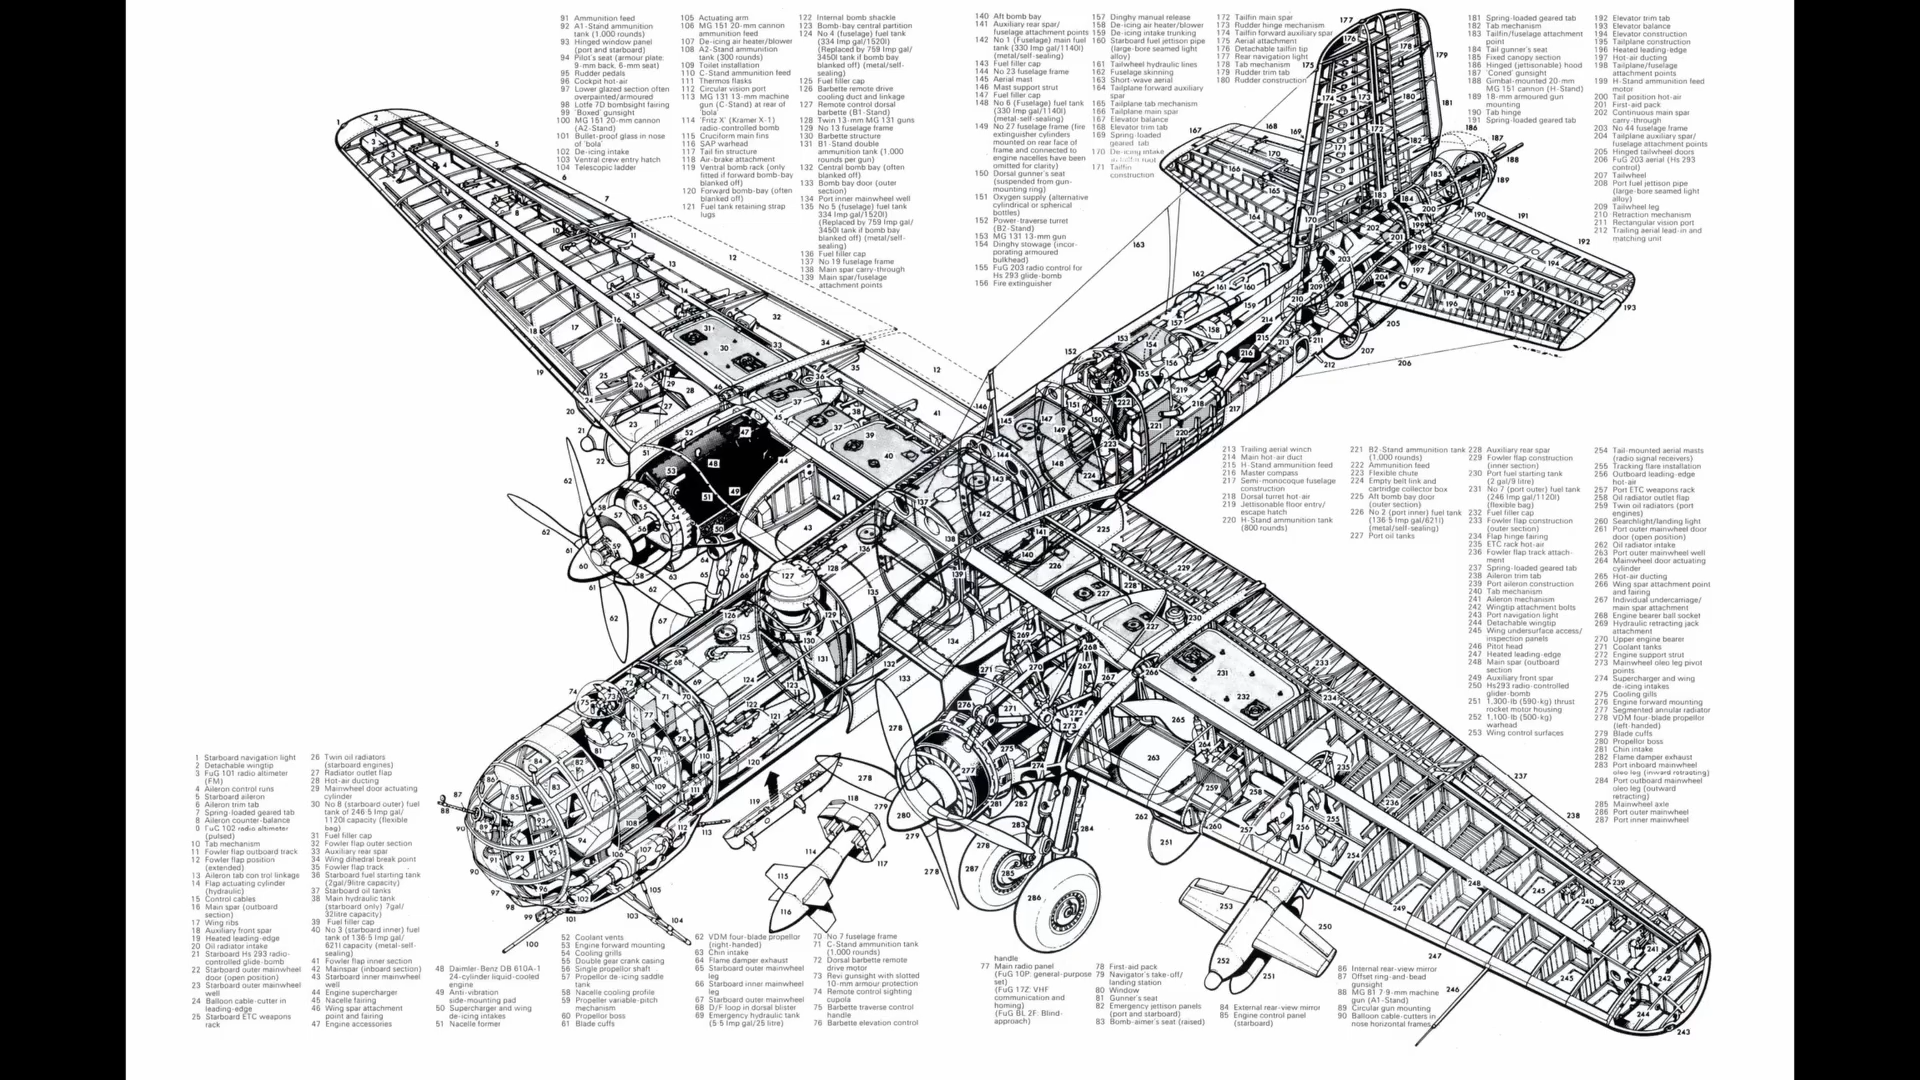 91 Ammunition feed
92 A1-Stand ammunition
tank (1,000 rounds)
93 Hinged window panel
(port and starboard)
94 Pilot's seat (armour plate:
9-mm back, 6-mm seat)
95 Rudder pedals
96 Cockpit hot-air
97 Lower glazed section often
overpainted/armoured
98 Lotfe 7D bombsight fairing
99 'Boxed' gunsight
100 MG 151 20-mm cannon
(A2-Stand)
101 Bullet-proof glass in nose
of 'bola'
102 De-icing intake
103 Ventral crew entry hatch
104 Telescopic ladder
105 Actuating arm
106 MG 151 20-mm cannon
ammunition feed
107 De-icing air heater/blower
108 A2-Stand ammunition
tank (300 rounds)
109 Toilet installation
110 C-Stand ammunition feed
111 Thermos flasks
112 Circular vision port
113 MG 131 13-mm machine
gun (C-Stand) at rear of
'bola'
114 'Fritz X' (Kramer X-1)
radio-controlled bomb
115 Cruciform main fins
116 SAP warhead
117 Tail fin structure
118 Air-brake attachment
119 Ventral bomb rack (only
fitted if forward bomb-bay
blanked off)
120 Forward bomb-bay (often
blanked off)
121 Fuel tank retaining strap
lugs
122 Internal bomb shackle
123 Bomb-bay central partition
124 No 4 (fuselage) fuel tank
(334 Imp gal/1520l)
(Replaced by 759 Imp gal/
3450l tank if bomb bay
blanked off) (metal/self-
sealing)
125 Fuel filler cap
126 Barbette remote drive
cooling duct and linkage
127 Remote control dorsal
barbette (B1-Stand)
128 Twin 13-mm MG 131 guns
129 No 13 fuselage frame
130 Barbette structure
131 B1-Stand double
ammunition tank (1,000
rounds per gun)
132 Central bomb bay (often
blanked off)
133 Bomb bay door (outer
section)
134 Port inner mainwheel well
135 No 5 (fuselage) fuel tank
334 Imp gal/1520l)
(Replaced by 759 Imp gal/
3450l tank if bomb bay
blanked off) (metal/self-
sealing)
136 Fuel filler cap
137 No 19 fuselage frame
138 Main spar carry-through
139 Main spar/fuselage
attachment points
140 Aft bomb bay
141 Auxiliary rear spar/
fuselage attachment points
142 No 1 (Fuselage) main fuel
tank (330 Imp gal/1140l)
(metal/self-sealing)
143 Fuel filler cap
144 No 23 fuselage frame
145 Aerial mast
146 Mast support strut
147 Fuel filler cap
148 No 6 (Fuselage) fuel tank
(330 Imp gal/1140l)
(metal/self-sealing)
149 No 27 fuselage frame (fire
extinguisher cylinders
mounted on rear face of
frame and connected to
engine nacelles have been
omitted for clarity)
150 Dorsal gunner's seat
(suspended from gun-
mounting ring)
151 Oxygen supply (alternative
cylindrical or spherical
bottles)
152 Power-traverse turret
(B2-Stand)
153 MG 131 13-mm gun
154 Dinghy stowage (incor-
porating armoured
bulkhead)
155 FuG 203 radio control for
Hs 293 glide-bomb
156 Fire extinguisher
157 Dinghy manual release
158 De-icing air heater/blower
159 De-icing intake trunking
160 Starboard fuel jettison pipe
(large-bore seamed light
alloy)
161 Tailwheel hydraulic lines
162 Fuselage skinning
163 Short-wave aerial
164 Tailplane forward auxiliary
spar
165 Tailplane tab mechanism
166 Tailplane main spar
167 Elevator balance
168 Elevator trim tab
169 Spring-loaded
geared tab
170 De-icing intake
in tailfin root
171 Tailfin
construction
172 Tailfin main spar
173 Rudder hinge mechanism
174 Tailfin forward auxiliary spar
175 Aerial attachment
176 Detachable tailfin tip
177 Rear navigation light
178 Tab mechanism
179 Rudder trim tab
180 Rudder construction
181 Spring-loaded geared tab
182 Tab mechanism
183 Tailfin/fuselage attachment
point
184 Tail gunner's seat
185 Fixed canopy section
186 Hinged (jettisonable) hood
187 'Coned' gunsight
188 Gimbal-mounted 20-mm
MG 151 cannon (H-Stand)
189 18-mm armoured gun
mounting
190 Tab hinge
191 Spring-loaded geared tab
192 Elevator trim tab
193 Elevator balance
194 Elevator construction
195 Tailplane construction
196 Heated leading-edge
197 Hot-air ducting
198 Tailplane/fuselage
attachment points
199 H-Stand ammunition feed
motor
200 Tail position hot-air
201 First-aid pack
202 Continuous main spar
carry-through
203 No 44 fuselage frame
204 Tailplane auxiliary spar/
fuselage attachment points
205 Hinged tailwheel doors
206 FuG 203 aerial (Hs 293
control)
207 Tailwheel
208 Port fuel jettison pipe
(large-bore seamed light
alloy)
209 Tailwheel leg
210 Retraction mechanism
211 Rectangular vision port
212 Trailing aerial lead-in and
matching unit
213 Trailing aerial winch
214 Main hot-air duct
215 H-Stand ammunition feed
216 Master compass
217 Semi-monocoque fuselage
construction
218 Dorsal turret hot-air
219 Jettisonable floor entry/
escape hatch
220 H-Stand ammunition tank
(800 rounds)
221 B2-Stand ammunition tank
(1,000 rounds)
222 Ammunition feed
223 Flexible chute
224 Empty belt link and
cartridge collector box
225 Aft bomb bay door
(outer section)
226 No 2 (port inner) fuel tank
(136·5 Imp gal/621l)
(metal/self-sealing)
227 Port oil tanks
228 Auxiliary rear spar
229 Fowler flap construction
(inner section)
230 Port fuel starting tank
(2 gal/9 litre)
231 No 7 (port outer) fuel tank
(246 Imp gal/1120l)
(flexible bag)
232 Fuel filler cap
233 Fowler flap construction
(outer section)
234 Flap hinge fairing
235 ETC rack hot-air
236 Fowler flap track attach-
ment
237 Spring-loaded geared tab
238 Aileron trim tab
239 Port aileron construction
240 Tab mechanism
241 Aileron mechanism
242 Wingtip attachment bolts
243 Port navigation light
244 Detachable wingtip
245 Wing undersurface access/
inspection panels
246 Pitot head
247 Heated leading-edge
248 Main spar (outboard
section)
249 Auxiliary front spar
250 Hs293 radio-controlled
glider-bomb
251 1,300-lb (590-kg) thrust
rocket motor housing
252 1,100-lb (500-kg)
warhead
253 Wing control surfaces
254 Tail-mounted aerial masts
(radio signal receivers)
255 Tracking flare installation
256 Outboard leading-edge
hot-air
257 Port ETC weapons rack
258 Oil radiator outlet flap
259 Twin oil radiators (port
engines)
260 Searchlight/landing light
261 Port outer mainwheel door
door (open position)
262 Oil radiator intake
263 Port outer mainwheel well
264 Mainwheel door actuating
cylinder
265 Hot-air ducting
266 Wing spar attachment point
and fairing
267 Individual undercarriage/
main spar attachment
268 Engine bearer ball socket
269 Hydraulic retracting jack
attachment
270 Upper engine bearer
271 Coolant tanks
272 Engine support strut
273 Mainwheel oleo leg pivot
points
274 Supercharger and wing
de-icing intakes
275 Cooling gills
276 Engine forward mounting
277 Segmented annular radiator
278 VDM four-blade propellor
(left-handed)
279 Blade cuffs
280 Propellor boss
281 Chin intake
282 Flame damper exhaust
283 Port inboard mainwheel
oleo leg (inward retracting)
284 Port outboard mainwheel
oleo leg (outward
retracting)
285 Mainwheel axle
286 Port outer mainwheel
287 Port inner mainwheel
1 Starboard navigation light
2 Detachable wingtip
3 FuG 101 radio altimeter
(FM)
4 Aileron control runs
5 Starboard aileron
6 Aileron trim tab
7 Spring-loaded geared tab
8 Aileron counter-balance
9 FuG 102 radio altimeter
(pulsed)
10 Tab mechanism
11 Fowler flap outboard track
12 Fowler flap position
(extended)
13 Aileron tab control linkage
14 Flap actuating cylinder
(hydraulic)
15 Control cables
16 Main spar (outboard
section)
17 Wing ribs
18 Auxiliary front spar
19 Heated leading-edge
20 Oil radiator intake
21 Starboard Hs 293 radio-
controlled glide-bomb
22 Starboard outer mainwheel
door (open position)
23 Starboard outer mainwheel
well
24 Balloon cable-cutter in
leading-edge
25 Starboard ETC weapons
rack
26 Twin oil radiators
(starboard engines)
27 Radiator outlet flap
28 Hot-air ducting
29 Mainwheel door actuating
cylinder
30 No 8 (starboard outer) fuel
tank of 246·5 Imp gal/
1120l capacity (flexible
bag)
31 Fuel filler cap
32 Fowler flap outer section
33 Auxiliary rear spar
34 Wing dihedral break point
35 Fowler flap track
36 Starboard fuel starting tank
(2gal/9litre capacity)
37 Starboard oil tanks
38 Main hydraulic tank
(starboard only) 7gal/
32litre capacity)
39 Fuel filler cap
40 No 3 (starboard inner) fuel
tank of 136·5 Imp gal/
621l capacity (metal-self-
sealing)
41 Fowler flap inner section
42 Mainspar (inboard section)
43 Starboard inner mainwheel
well
44 Engine supercharger
45 Nacelle fairing
46 Wing spar attachment
point and fairing
47 Engine accessories
48 Daimler-Benz DB 610A-1
24-cylinder liquid-cooled
engine
49 Anti-vibration
side-mounting pad
50 Supercharger and wing
de-icing intakes
51 Nacelle former
52 Coolant vents
53 Engine forward mounting
54 Cooling grills
55 Double gear crank casing
56 Single propellor shaft
57 Propellor de-icing saddle
tank
58 Nacelle cooling profile
59 Propeller variable-pitch
mechanism
60 Propellor boss
61 Blade cuffs
62 VDM four-blade propellor
(right-handed)
63 Chin intake
64 Flame damper exhaust
65 Starboard outer mainwheel
leg
66 Starboard inner mainwheel
leg
67 Starboard outer mainwheel
68 D/F loop in dorsal blister
69 Emergency hydraulic tank
(5·5 Imp gal/25 litre)
70 No 7 fuselage frame
71 C-Stand ammunition tank
(1,000 rounds)
72 Dorsal barbette remote
drive motor
73 Revi gunsight with slotted
10-mm armour protection
74 Remote control sighting
cupola
75 Barbette traverse control
handle
76 Barbette elevation control
handle
77 Main radio panel
(FuG 10P: general-purpose
set)
(FuG 17Z: VHF
communication and
homing)
(FuG BL 2F: Blind-
approach)
78 First-aid pack
79 Navigator's take-off/
landing station
80 Window
81 Gunner's seat
82 Emergency jettison panels
(port and starboard)
83 Bomb-aimer's seat (raised)
84 External rear-view mirror
85 Engine control panel
(starboard)
86 Internal rear-view mirror
87 Offset ring-and-bead
gunsight
88 MG 81 7·9-mm machine
gun (A1-Stand)
89 Circular gun mounting
90 Balloon cable-cutters in
nose horizontal frames